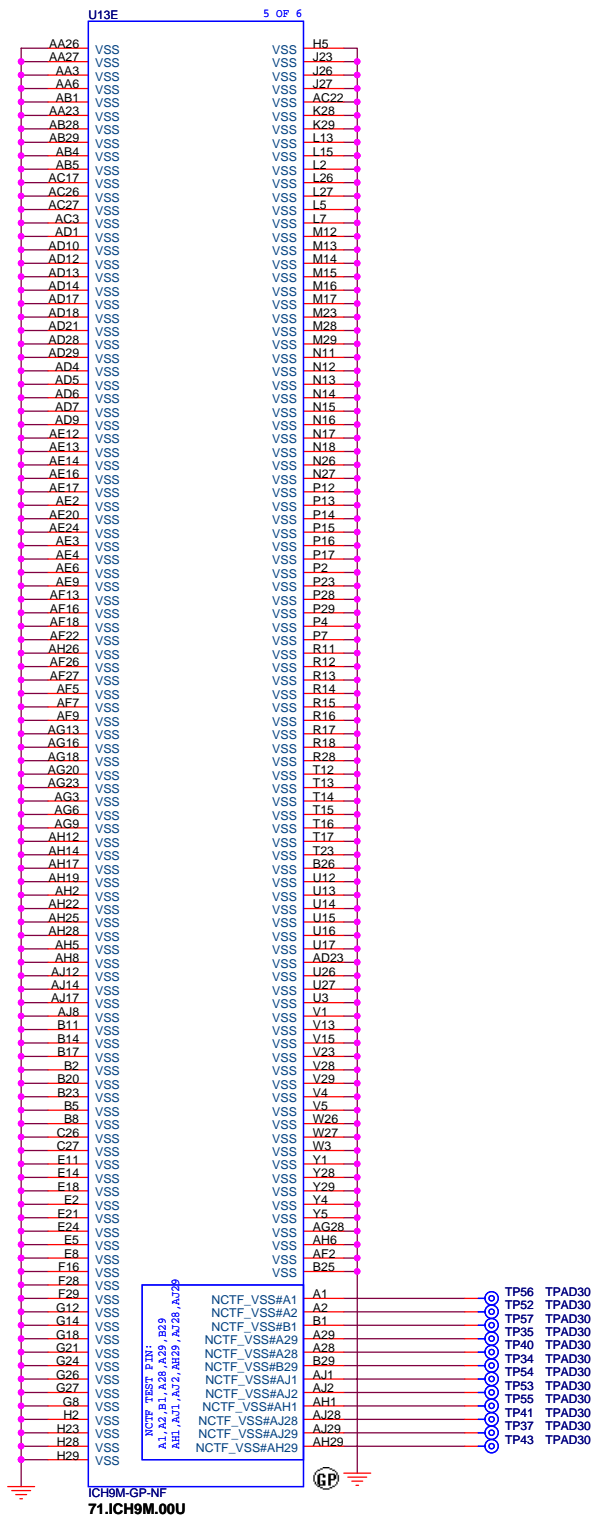 U13E 5 OF 6
AA26 VSS VSS H5
AA27 VSS VSS J23
AA3 VSS VSS J26
AA6 VSS VSS J27
AB1 VSS VSS AC22
AA23 VSS VSS K28
AB28 VSS VSS K29
AB29 VSS VSS L13
AB4 VSS VSS L15
AB5 VSS VSS L2
AC17 VSS VSS L26
AC26 VSS VSS L27
AC27 VSS VSS L5
AC3 VSS VSS L7
AD1 VSS VSS M12
AD10 VSS VSS M13
AD12 VSS VSS M14
AD13 VSS VSS M15
AD14 VSS VSS M16
AD17 VSS VSS M17
AD18 VSS VSS M23
AD21 VSS VSS M28
AD28 VSS VSS M29
AD29 VSS VSS N11
AD4 VSS VSS N12
AD5 VSS VSS N13
AD6 VSS VSS N14
AD7 VSS VSS N15
AD9 VSS VSS N16
AE12 VSS VSS N17
AE13 VSS VSS N18
AE14 VSS VSS N26
AE16 VSS VSS N27
AE17 VSS VSS P12
AE2 VSS VSS P13
AE20 VSS VSS P14
AE24 VSS VSS P15
AE3 VSS VSS P16
AE4 VSS VSS P17
AE6 VSS VSS P2
AE9 VSS VSS P23
AF13 VSS VSS P28
AF16 VSS VSS P29
AF18 VSS VSS P4
AF22 VSS VSS P7
AH26 VSS VSS R11
AF26 VSS VSS R12
AF27 VSS VSS R13
AF5 VSS VSS R14
AF7 VSS VSS R15
AF9 VSS VSS R16
AG13 VSS VSS R17
AG16 VSS VSS R18
AG18 VSS VSS R28
AG20 VSS VSS T12
AG23 VSS VSS T13
AG3 VSS VSS T14
AG6 VSS VSS T15
AG9 VSS VSS T16
AH12 VSS VSS T17
AH14 VSS VSS T23
AH17 VSS VSS B26
AH19 VSS VSS U12
AH2 VSS VSS U13
AH22 VSS VSS U14
AH25 VSS VSS U15
AH28 VSS VSS U16
AH5 VSS VSS U17
AH8 VSS VSS AD23
AJ12 VSS VSS U26
AJ14 VSS VSS U27
AJ17 VSS VSS U3
AJ8 VSS VSS V1
B11 VSS VSS V13
B14 VSS VSS V15
B17 VSS VSS V23
B2 VSS VSS V28
B20 VSS VSS V29
B23 VSS VSS V4
B5 VSS VSS V5
B8 VSS VSS W26
C26 VSS VSS W27
C27 VSS VSS W3
E11 VSS VSS Y1
E14 VSS VSS Y28
E18 VSS VSS Y29
E2 VSS VSS Y4
E21 VSS VSS Y5
E24 VSS VSS AG28
E5 VSS VSS AH6
E8 VSS VSS AF2
F16 VSS VSS B25
F28 VSS
F29 VSS NCTF_VSS#A1 A1 TP56 TPAD30
G12 VSS NCTF_VSS#A2 A2 TP52 TPAD30
G14 VSS NCTF_VSS#B1 B1 TP57 TPAD30
G18 VSS NCTF_VSS#A29 A29 TP35 TPAD30
G21 VSS NCTF_VSS#A28 A28 TP40 TPAD30
G24 VSS NCTF_VSS#B29 B29 TP34 TPAD30
G26 VSS NCTF_VSS#AJ1 AJ1 TP54 TPAD30
G27 VSS NCTF_VSS#AJ2 AJ2 TP53 TPAD30
G8 VSS NCTF_VSS#AH1 AH1 TP55 TPAD30
H2 VSS NCTF_VSS#AJ28 AJ28 TP41 TPAD30
H23 VSS NCTF_VSS#AJ29 AJ29 TP37 TPAD30
H28 VSS NCTF_VSS#AH29 AH29 TP43 TPAD30
H29 VSS
NCTF TEST PIN:
A1,A2,B1,A28,A29,B29
AH1,AJ1,AJ2,AH29,AJ28,AJ29
GP
ICH9M-GP-NF
71.ICH9M.00U